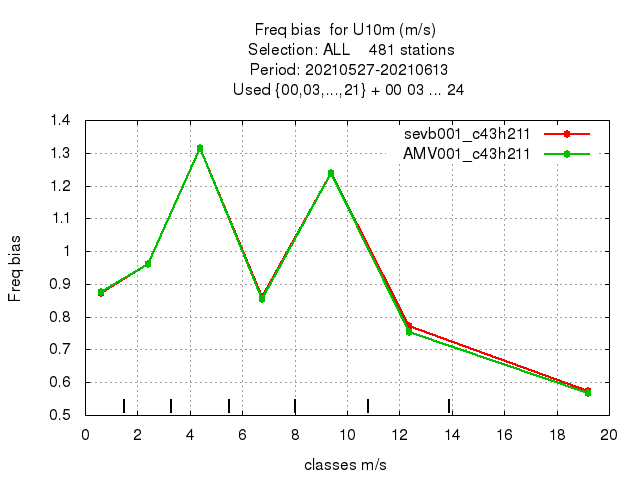 Freq bias  for U10m (m/s)
Selection: ALL    481 stations
Period: 20210527-20210613
Used {00,03,...,21} + 00 03 ... 24
sevb001_c43h211
AMV001_c43h211
1.4
1.3
1.2
1.1
1
0.9
0.8
0.7
0.6
0.5
Freq bias
0 2 4 6 8 10 12 14 16 18 20
classes m/s